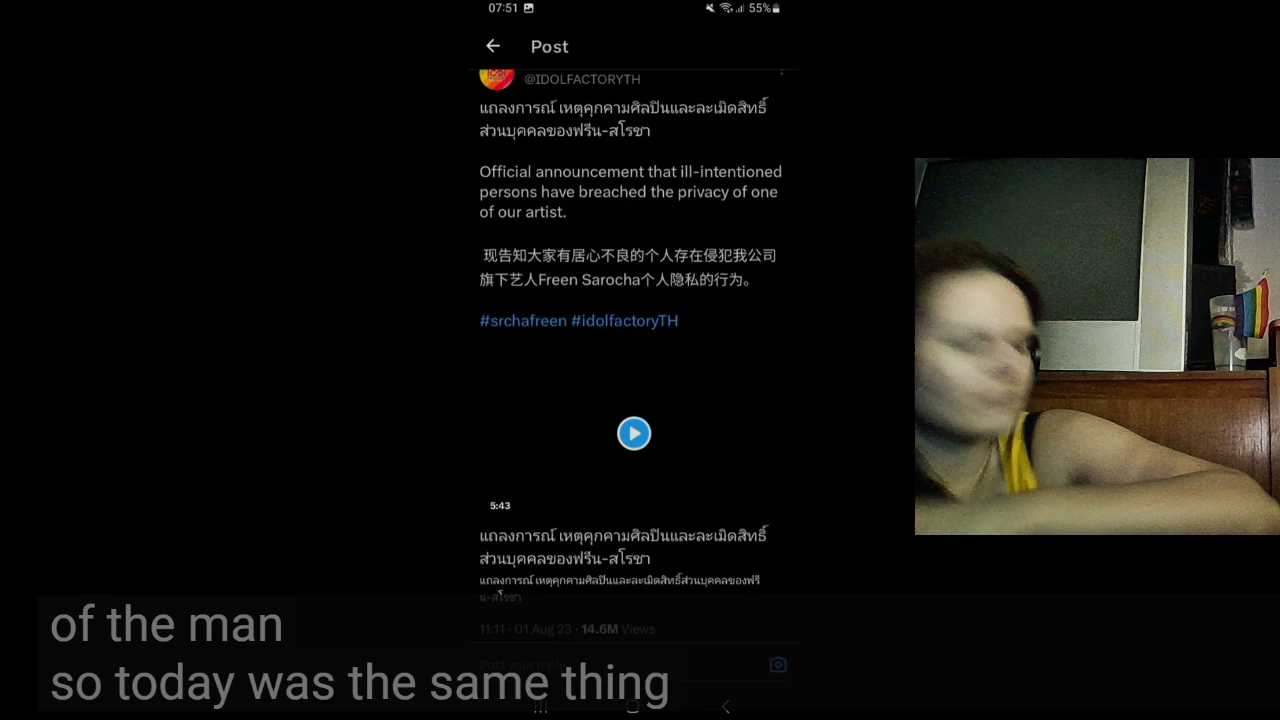 07:51
55%
Post
@IDOLFACTORYTH
แถลงการณ์ เหตุคุกคามศิลปินและละเมิดสิทธิ์
ส่วนบุคคลของฟรีน-สโรชา
Official announcement that ill-intentioned
persons have breached the privacy of one
of our artist.
现告知大家有居心不良的个人存在侵犯我公司
旗下艺人Freen Sarocha个人隐私的行为。
#srchafreen #idolfactoryTH
5:43
แถลงการณ์ เหตุคุกคามศิลปินและละเมิดสิทธิ์
ส่วนบุคคลของฟรีน-สโรชา
แถลงการณ์ เหตุคุกคามศิลปินและละเมิดสิทธิ์ส่วนบุคคลของฟรี
น-สโรชา
11:11 · 01 Aug 23 · 14.6M Views
Post your reply
of the man
so today was the same thing